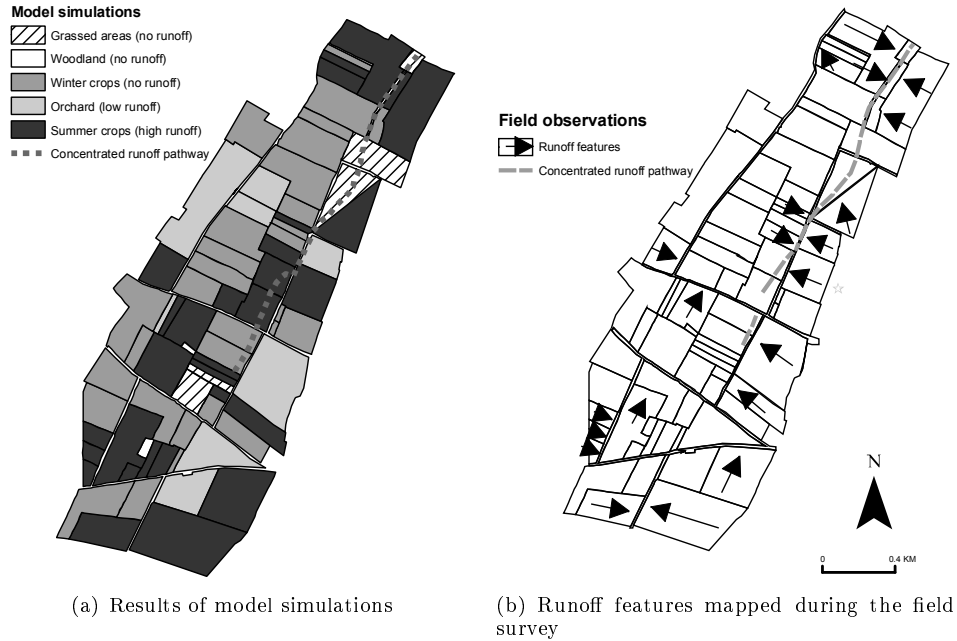 Model simulations
Grassed areas (no runoff)
Woodland (no runoff)
Winter crops (no runoff)
Orchard (low runoff)
Summer crops (high runoff)
Concentrated runoff pathway
Field observations
Runoff features
Concentrated runoff pathway
N
0
0.4 KM
(a) Results of model simulations
(b) Runoff features mapped during the field
survey